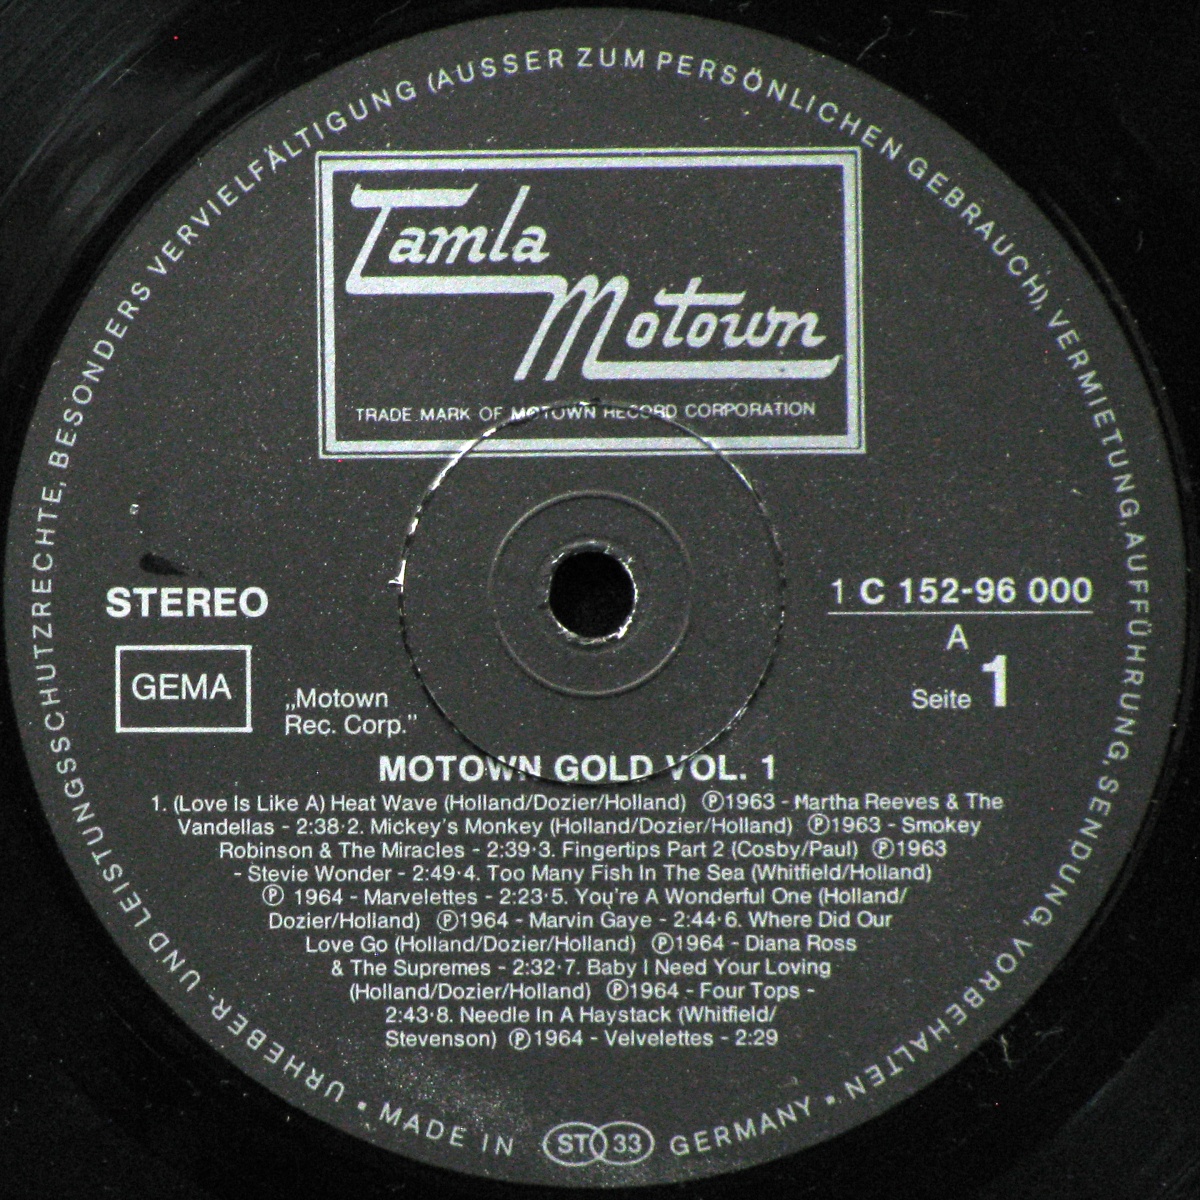 URHEBER- UND LEISTUNGSSCHUTZRECHTE, BESONDERS VERVIELFÄLTIGUNG (AUSSER ZUM PERSÖNLICHEN GEBRAUCH), VERMIETUNG, AUFFÜHRUNG, SENDUNG, VORBEHALTEN
Tamla
Motown
TRADE MARK OF MOTOWN RECORD CORPORATION
STEREO
GEMA
„Motown
Rec. Corp.”
1 C 152-96 000
A
Seite 1
MOTOWN GOLD VOL. 1
1. (Love Is Like A) Heat Wave (Holland/Dozier/Holland) ℗1963 - Martha Reeves & The
Vandellas - 2:38·2. Mickey's Monkey (Holland/Dozier/Holland) ℗1963 - Smokey
Robinson & The Miracles - 2:39·3. Fingertips Part 2 (Cosby/Paul) ℗1963
- Stevie Wonder - 2:49·4. Too Many Fish In The Sea (Whitfield/Holland)
℗ 1964 - Marvelettes - 2:23·5. You're A Wonderful One (Holland/
Dozier/Holland) ℗1964 - Marvin Gaye - 2:44·6. Where Did Our
Love Go (Holland/Dozier/Holland) ℗1964 - Diana Ross
& The Supremes - 2:32·7. Baby I Need Your Loving
(Holland/Dozier/Holland) ℗1964 - Four Tops -
2:43·8. Needle In A Haystack (Whitfield/
Stevenson) ℗1964 - Velvelettes - 2:29
▪ MADE IN ST 33 GERMANY ▪